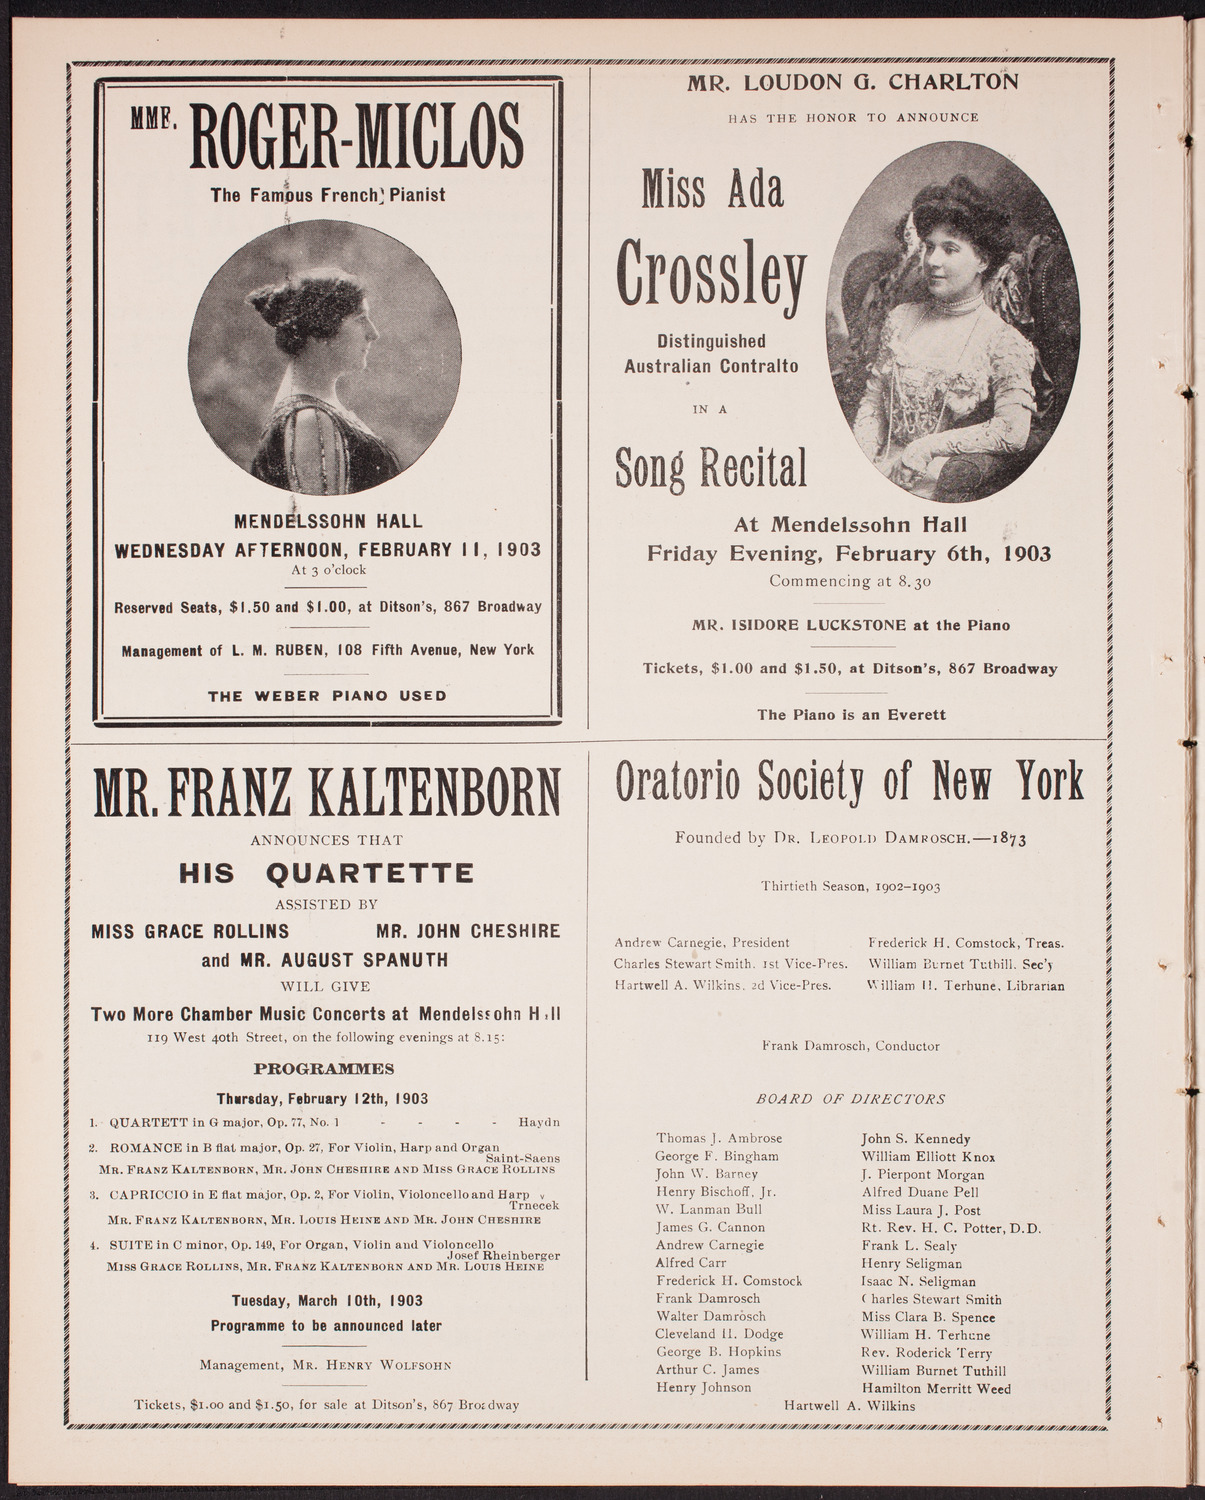 MME. ROGER-MICLOS
The Famous French Pianist
MENDELSSOHN HALL
WEDNESDAY AFTERNOON, FEBRUARY 11, 1903
At 3 o'clock
Reserved Seats, $1.50 and $1.00, at Ditson's, 867 Broadway
Management of L. M. RUBEN, 108 Fifth Avenue, New York
THE WEBER PIANO USED
MR. LOUDON G. CHARLTON
HAS THE HONOR TO ANNOUNCE
Miss Ada
Crossley
Distinguished
Australian Contralto
IN A
Song Recital
At Mendelssohn Hall
Friday Evening, February 6th, 1903
Commencing at 8.30
MR. ISIDORE LUCKSTONE at the Piano
Tickets, $1.00 and $1.50, at Ditson's, 867 Broadway
The Piano is an Everett
MR. FRANZ KALTENBORN
ANNOUNCES THAT
HIS QUARTETTE
ASSISTED BY
MISS GRACE ROLLINS MR. JOHN CHESHIRE
and MR. AUGUST SPANUTH
WILL GIVE
Two More Chamber Music Concerts at Mendelssohn Hall
119 West 40th Street, on the following evenings at 8.15:
PROGRAMMES
Thursday, February 12th, 1903
1. QUARTETT in G major, Op. 77, No. 1 - - - - Haydn
2. ROMANCE in B flat major, Op. 27, For Violin, Harp and Organ
Saint-Saens
MR. FRANZ KALTENBORN, MR. JOHN CHESHIRE AND MISS GRACE ROLLINS
3. CAPRICCIO in E flat major, Op. 2, For Violin, Violoncello and Harp
Trnecek
MR. FRANZ KALTENBORN, MR. LOUIS HEINE AND MR. JOHN CHESHIRE
4. SUITE in C minor, Op. 149, For Organ, Violin and Violoncello
Josef Rheinberger
MISS GRACE ROLLINS, MR. FRANZ KALTENBORN AND MR. LOUIS HEINE
Tuesday, March 10th, 1903
Programme to be announced later
Management, MR. HENRY WOLFSOHN
Tickets, $1.00 and $1.50, for sale at Ditson's, 867 Broadway
Oratorio Society of New York
Founded by DR. LEOPOLD DAMROSCH.—1873
Thirtieth Season, 1902-1903
Andrew Carnegie, President
Charles Stewart Smith, 1st Vice-Pres.
Hartwell A. Wilkins, 2d Vice-Pres.
Frederick H. Comstock, Treas.
William Burnet Tuthill, Sec'y
William H. Terhune, Librarian
Frank Damrosch, Conductor
BOARD OF DIRECTORS
Thomas J. Ambrose
George F. Bingham
John W. Barney
Henry Bischoff, Jr.
W. Lanman Bull
James G. Cannon
Andrew Carnegie
Alfred Carr
Frederick H. Comstock
Frank Damrosch
Walter Damrosch
Cleveland H. Dodge
George B. Hopkins
Arthur C. James
Henry Johnson
John S. Kennedy
William Elliott Knox
J. Pierpont Morgan
Alfred Duane Pell
Miss Laura J. Post
Rt. Rev. H. C. Potter, D.D.
Frank L. Sealy
Henry Seligman
Isaac N. Seligman
Charles Stewart Smith
Miss Clara B. Spence
William H. Terhune
Rev. Roderick Terry
William Burnet Tuthill
Hamilton Merritt Weed
Hartwell A. Wilkins